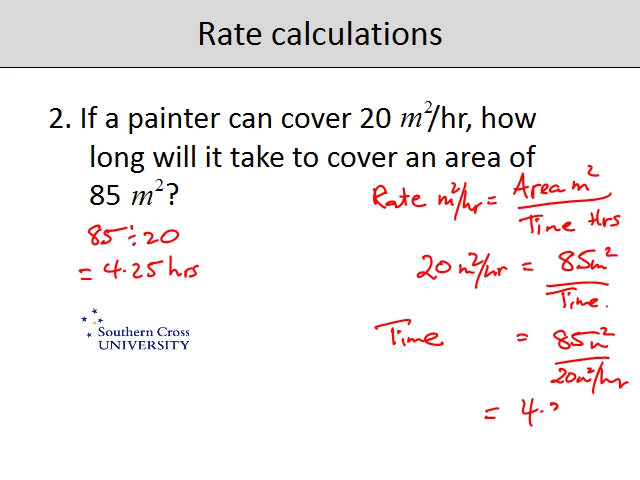 Rate calculations
2. If a painter can cover 20 m²/hr, how
long will it take to cover an area of
85 m²?
85 ÷ 20
= 4.25 hrs
Rate m²/hr = Area m² / Time Hrs
20 m²/hr = 85m² / Time.
Time = 85m² / 20m²/hr
= 4.
Southern Cross
UNIVERSITY